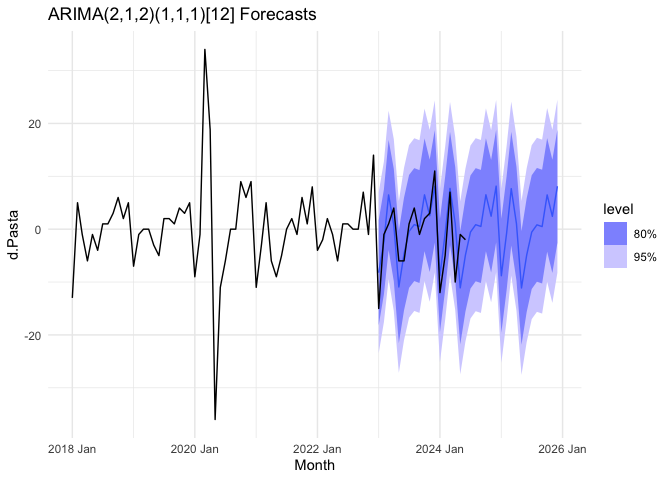 ARIMA(2,1,2)(1,1,1)[12] Forecasts
d.Pasta
20
0
-20
2018 Jan
2020 Jan
2022 Jan
2024 Jan
2026 Jan
Month
level
80%
95%